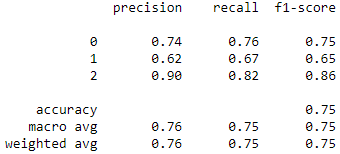 precision recall f1-score
0 0.74 0.76 0.75
1 0.62 0.67 0.65
2 0.90 0.82 0.86
accuracy 0.75
macro avg 0.76 0.75 0.75
weighted avg 0.76 0.75 0.75